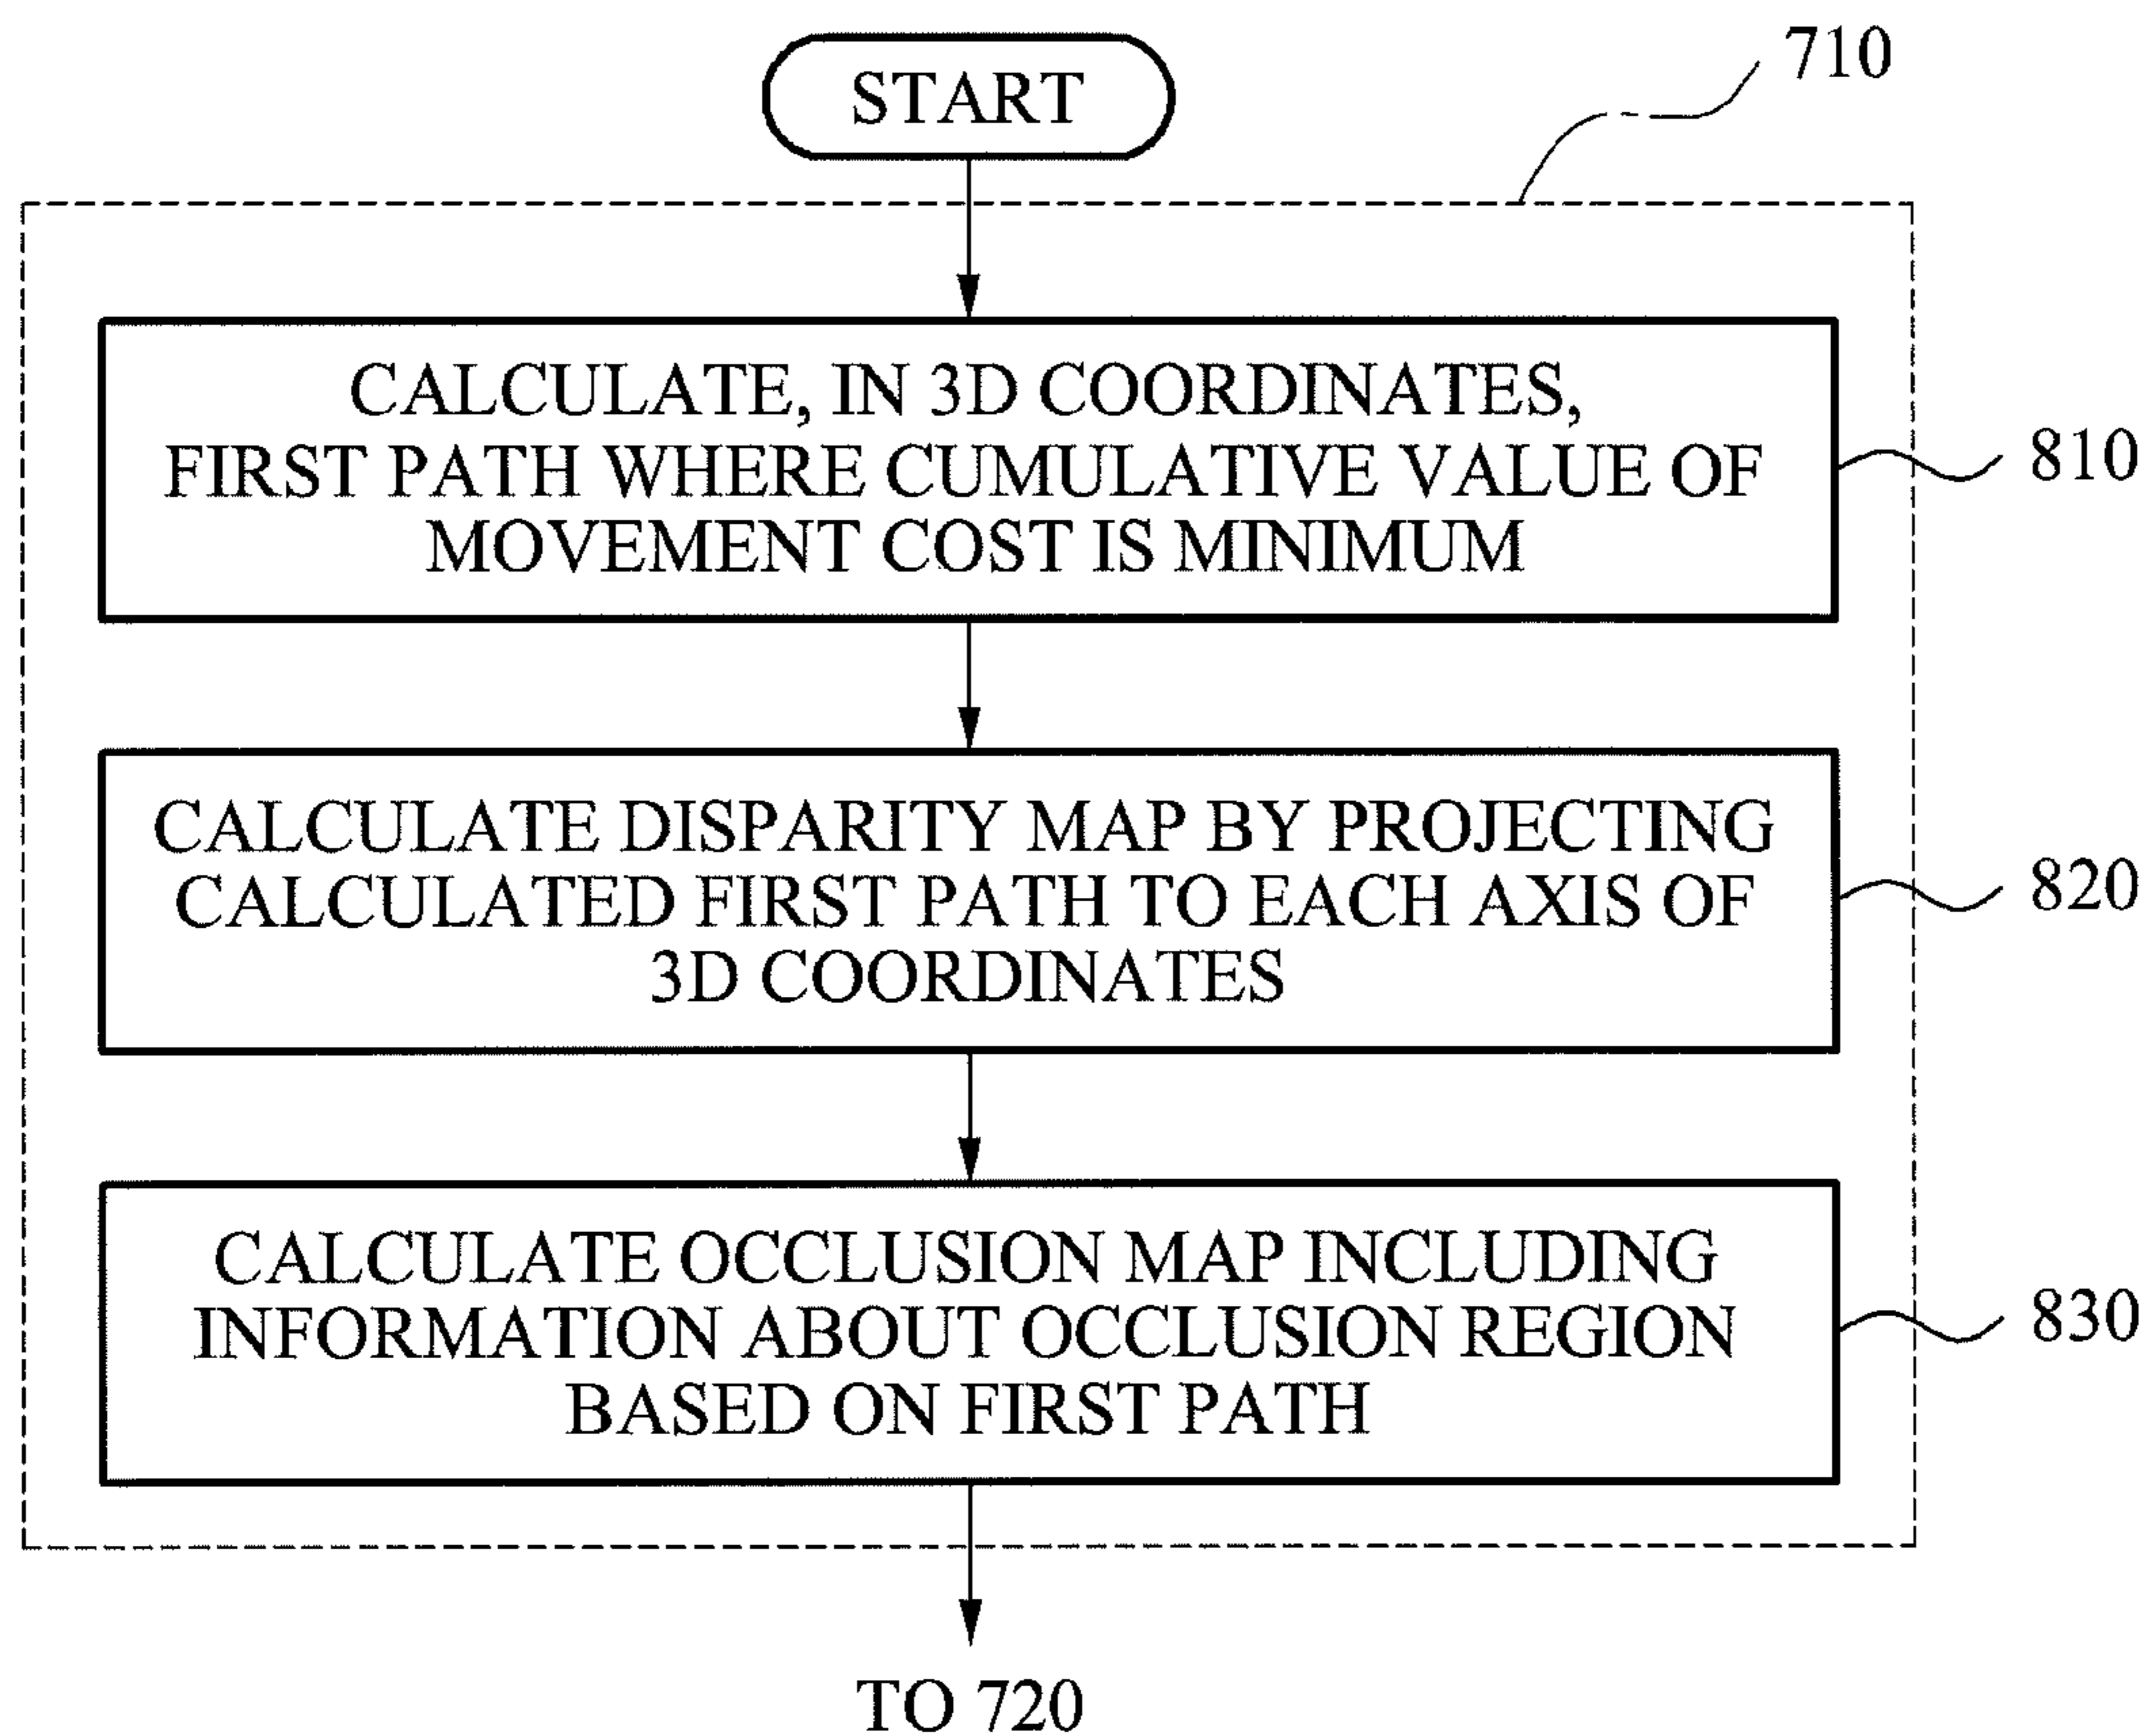 START
710
CALCULATE, IN 3D COORDINATES,
FIRST PATH WHERE CUMULATIVE VALUE OF
MOVEMENT COST IS MINIMUM
810
CALCULATE DISPARITY MAP BY PROJECTING
CALCULATED FIRST PATH TO EACH AXIS OF
3D COORDINATES
820
CALCULATE OCCLUSION MAP INCLUDING
INFORMATION ABOUT OCCLUSION REGION
BASED ON FIRST PATH
830
TO 720